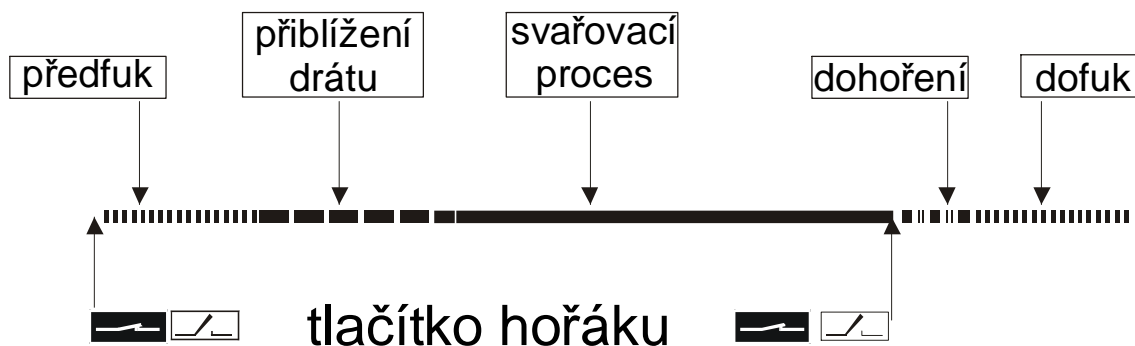 předfuk
přiblížení
drátu
svařovací
proces
dohoření
dofuk
tlačítko hořáku